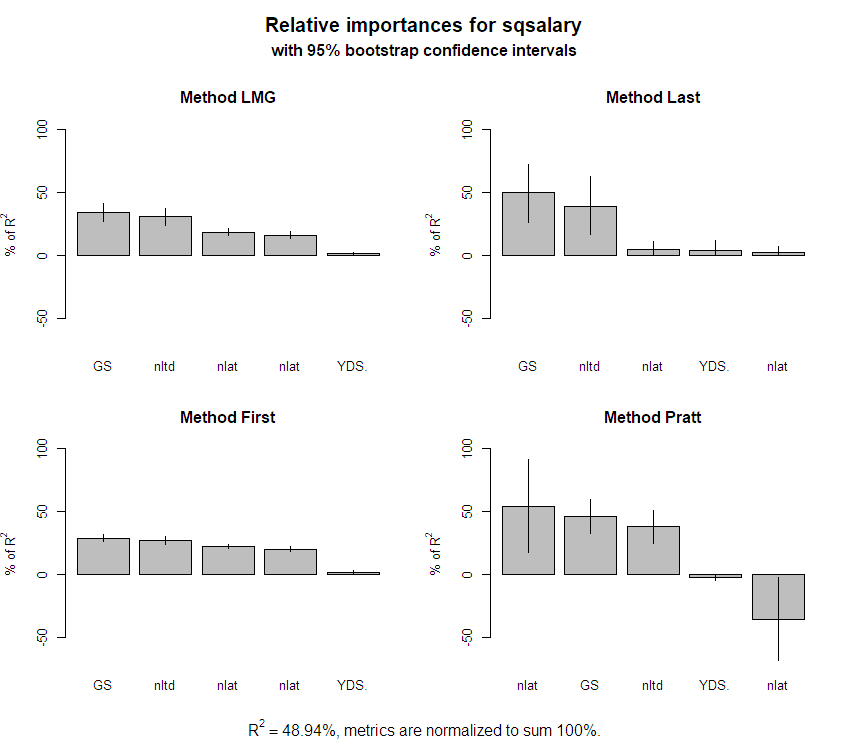 Relative importances for sqsalary
with 95% bootstrap confidence intervals
Method LMG
% of R²
100
50
0
-50
GS nltd nlat nlat YDS.
Method Last
% of R²
100
50
0
-50
GS nltd nlat YDS. nlat
Method First
% of R²
100
50
0
-50
GS nltd nlat nlat YDS.
Method Pratt
% of R²
100
50
0
-50
nlat GS nltd YDS. nlat
R² = 48.94%, metrics are normalized to sum 100%.